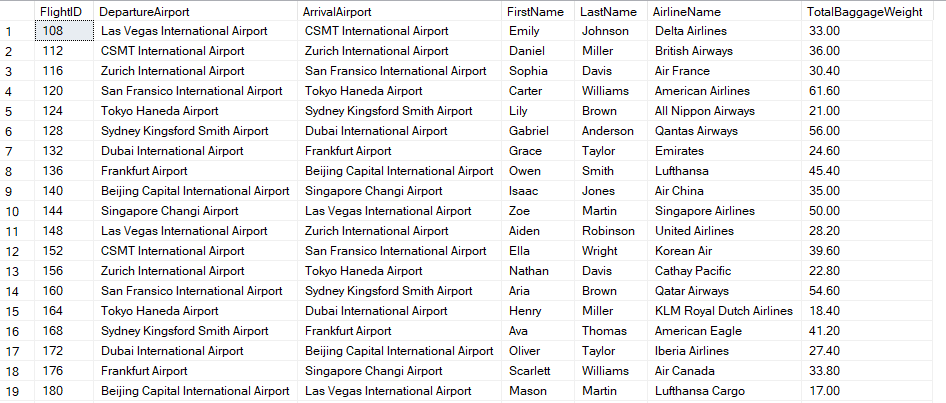 FlightID DepartureAirport ArrivalAirport FirstName LastName AirlineName TotalBaggageWeight
1 108 Las Vegas International Airport CSMT International Airport Emily Johnson Delta Airlines 33.00
2 112 CSMT International Airport Zurich International Airport Daniel Miller British Airways 36.00
3 116 Zurich International Airport San Fransico International Airport Sophia Davis Air France 30.40
4 120 San Fransico International Airport Tokyo Haneda Airport Carter Williams American Airlines 61.60
5 124 Tokyo Haneda Airport Sydney Kingsford Smith Airport Lily Brown All Nippon Airways 21.00
6 128 Sydney Kingsford Smith Airport Dubai International Airport Gabriel Anderson Qantas Airways 56.00
7 132 Dubai International Airport Frankfurt Airport Grace Taylor Emirates 24.60
8 136 Frankfurt Airport Beijing Capital International Airport Owen Smith Lufthansa 45.40
9 140 Beijing Capital International Airport Singapore Changi Airport Isaac Jones Air China 35.00
10 144 Singapore Changi Airport Las Vegas International Airport Zoe Martin Singapore Airlines 50.00
11 148 Las Vegas International Airport Zurich International Airport Aiden Robinson United Airlines 28.20
12 152 CSMT International Airport San Fransico International Airport Ella Wright Korean Air 39.60
13 156 Zurich International Airport Tokyo Haneda Airport Nathan Davis Cathay Pacific 22.80
14 160 San Fransico International Airport Sydney Kingsford Smith Airport Aria Brown Qatar Airways 54.60
15 164 Tokyo Haneda Airport Dubai International Airport Henry Miller KLM Royal Dutch Airlines 18.40
16 168 Sydney Kingsford Smith Airport Frankfurt Airport Ava Thomas American Eagle 41.20
17 172 Dubai International Airport Beijing Capital International Airport Oliver Taylor Iberia Airlines 27.40
18 176 Frankfurt Airport Singapore Changi Airport Scarlett Williams Air Canada 33.80
19 180 Beijing Capital International Airport Las Vegas International Airport Mason Martin Lufthansa Cargo 17.00